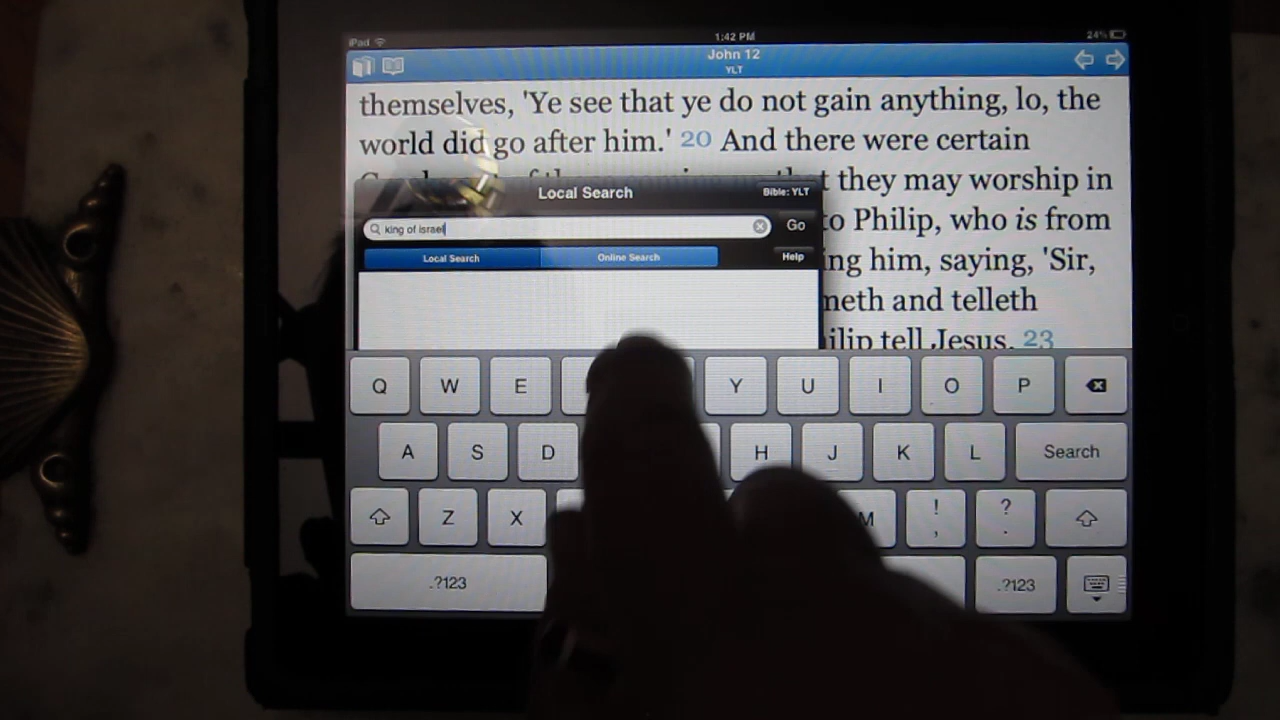 iPad 1:42 PM 24%
John 12
YLT
themselves, 'Ye see that ye do not gain anything, lo, the
world did go after him.' 20 And there were certain
they may worship in
Local Search Bible: YLT
to Philip, who is from
king of israel Go
ing him, saying, 'Sir,
Local Search Online Search Help
meth and telleth
ilip tell Jesus. 23
Q W E Y U I O P
A S D H J K L Search
Z X M ! , ? .
.?123 .?123